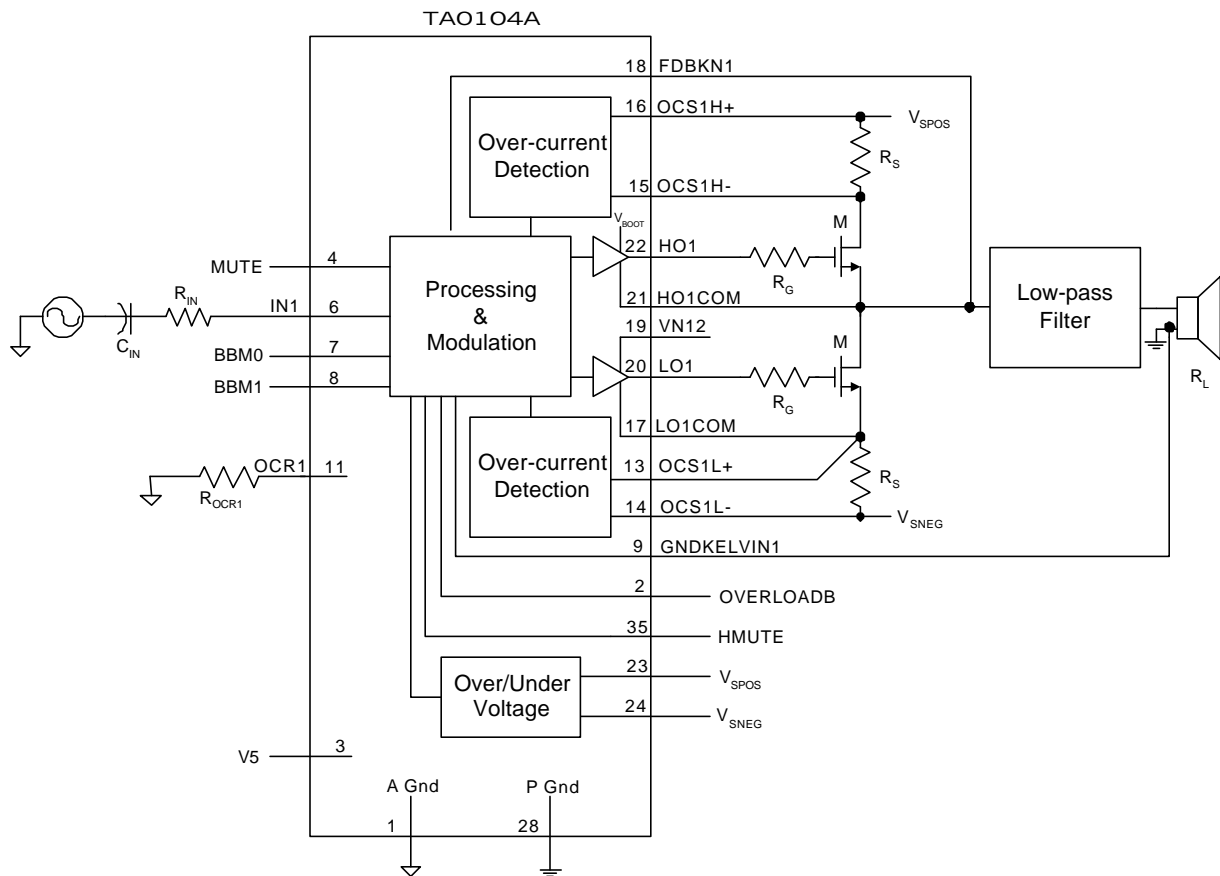 TA0104A
18 FDBKN1
16 OCS1H+
VSPOS
Over-current
Detection
RS
15 OCS1H-
VBOOT
M
22 HO1
MUTE 4
RG
RIN
Processing
&
Modulation
21 HO1COM
Low-pass
Filter
IN1 6
CIN
19 VN12
BBM0 7
M
20 LO1
BBM1 8
RG
RL
17 LO1COM
Over-current
Detection
OCR1 11
13 OCS1L+
RS
ROCR1
14 OCS1L-
VSNEG
9 GNDKELVIN1
2 OVERLOADB
35 HMUTE
Over/Under
Voltage
23 VSPOS
24 VSNEG
V5 3
A Gnd
P Gnd
1
28